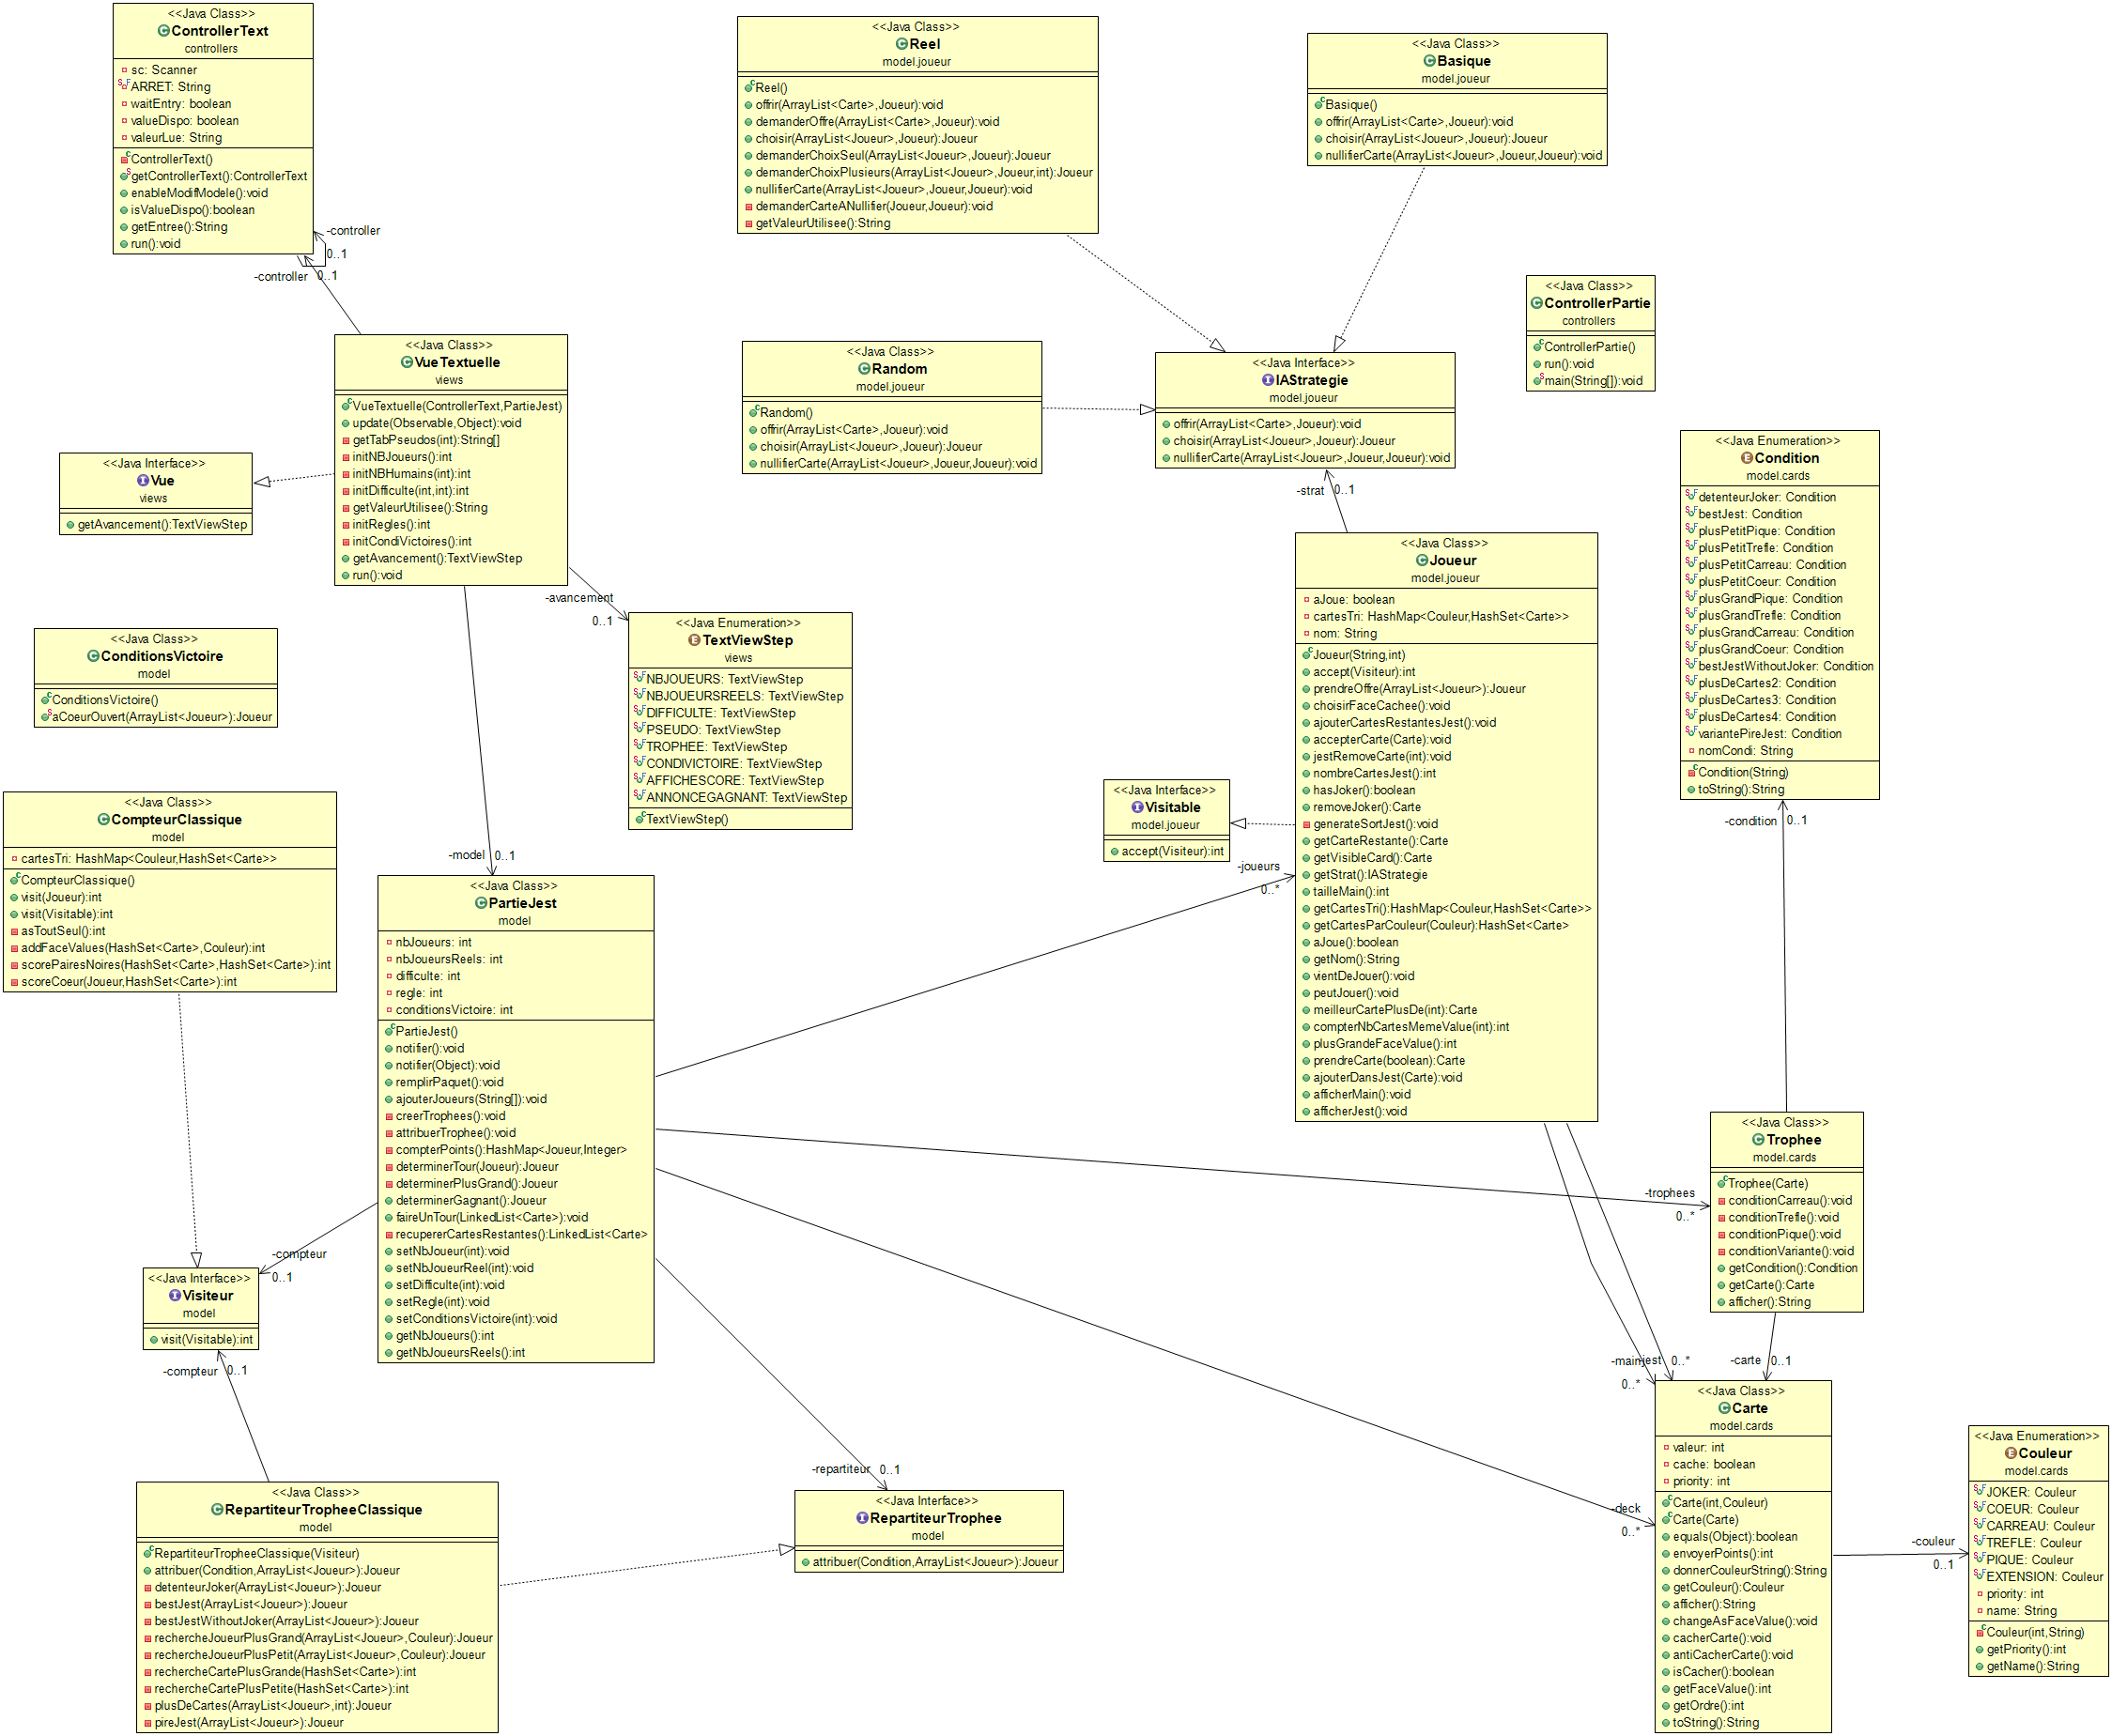 <<Java Class>>
ControllerText
controllers
sc: Scanner
ARRET: String
waitEntry: boolean
valueDispo: boolean
valeurLue: String
ControllerText()
getControllerText():ControllerText
enableModifModele():void
isValueDispo():boolean
getEntree():String
run():void
-controller
0..1
-controller 0..1
<<Java Class>>
Reel
model.joueur
Reel()
offrir(ArrayList<Carte>,Joueur):void
demanderOffre(ArrayList<Carte>,Joueur):void
choisir(ArrayList<Joueur>,Joueur):Joueur
demanderChoixSeul(ArrayList<Joueur>,Joueur):Joueur
demanderChoixPlusieurs(ArrayList<Joueur>,Joueur,int):Joueur
nullifierCarte(ArrayList<Joueur>,Joueur,Joueur):void
demanderCarteANullifier(Joueur,Joueur):void
getValeurUtilisee():String
<<Java Class>>
Basique
model.joueur
Basique()
offrir(ArrayList<Carte>,Joueur):void
choisir(ArrayList<Joueur>,Joueur):Joueur
nullifierCarte(ArrayList<Joueur>,Joueur,Joueur):void
<<Java Class>>
ControllerPartie
controllers
ControllerPartie()
run():void
main(String[]):void
<<Java Class>>
VueTextuelle
views
VueTextuelle(ControllerText,PartieJest)
update(Observable,Object):void
getTabPseudos(int):String[]
initNBJoueurs():int
initNBHumains(int):int
initDifficulte(int,int):int
getValeurUtilisee():String
initRegles():int
initCondiVictoires():int
getAvancement():TextViewStep
run():void
<<Java Class>>
Random
model.joueur
Random()
offrir(ArrayList<Carte>,Joueur):void
choisir(ArrayList<Joueur>,Joueur):Joueur
nullifierCarte(ArrayList<Joueur>,Joueur,Joueur):void
<<Java Interface>>
IAStrategie
model.joueur
offrir(ArrayList<Carte>,Joueur):void
choisir(ArrayList<Joueur>,Joueur):Joueur
nullifierCarte(ArrayList<Joueur>,Joueur,Joueur):void
-strat 0..1
<<Java Interface>>
Vue
views
getAvancement():TextViewStep
<<Java Enumeration>>
Condition
model.cards
detenteurJoker: Condition
bestJest: Condition
plusPetitPique: Condition
plusPetitTrefle: Condition
plusPetitCarreau: Condition
plusPetitCoeur: Condition
plusGrandPique: Condition
plusGrandTrefle: Condition
plusGrandCarreau: Condition
plusGrandCoeur: Condition
bestJestWithoutJoker: Condition
plusDeCartes2: Condition
plusDeCartes3: Condition
plusDeCartes4: Condition
variantePireJest: Condition
nomCondi: String
Condition(String)
toString():String
-condition 0..1
<<Java Class>>
Joueur
model.joueur
aJoue: boolean
cartesTri: HashMap<Couleur,HashSet<Carte>>
nom: String
Joueur(String,int)
accept(Visiteur):int
prendreOffre(ArrayList<Joueur>):Joueur
choisirFaceCachee():void
ajouterCartesRestantesJest():void
accepterCarte(Carte):void
jestRemoveCarte(int):void
nombreCartesJest():int
hasJoker():boolean
removeJoker():Carte
generateSortJest():void
getCarteRestante():Carte
getVisibleCard():Carte
getStrat():IAStrategie
tailleMain():int
getCartesTri():HashMap<Couleur,HashSet<Carte>>
getCartesParCouleur(Couleur):HashSet<Carte>
aJoue():boolean
getNom():String
vientDeJouer():void
peutJouer():void
meilleurCartePlusDe(int):Carte
compterNbCartesMemeValue(int):int
plusGrandeFaceValue():int
prendreCarte(boolean):Carte
ajouterDansJest(Carte):void
afficherMain():void
afficherJest():void
-avancement
0..1
<<Java Enumeration>>
TextViewStep
views
NBJOUEURS: TextViewStep
NBJOUEURSREELS: TextViewStep
DIFFICULTE: TextViewStep
PSEUDO: TextViewStep
TROPHEE: TextViewStep
CONDIVICTOIRE: TextViewStep
AFFICHESCORE: TextViewStep
ANNONCEGAGNANT: TextViewStep
TextViewStep()
<<Java Class>>
ConditionsVictoire
model
ConditionsVictoire()
aCoeurOuvert(ArrayList<Joueur>):Joueur
<<Java Interface>>
Visitable
model.joueur
accept(Visiteur):int
-joueurs
0..*
<<Java Class>>
CompteurClassique
model
cartesTri: HashMap<Couleur,HashSet<Carte>>
CompteurClassique()
visit(Joueur):int
visit(Visitable):int
asToutSeul():int
addFaceValues(HashSet<Carte>,Couleur):int
scorePairesNoires(HashSet<Carte>,HashSet<Carte>):int
scoreCoeur(Joueur,HashSet<Carte>):int
-model 0..1
<<Java Class>>
PartieJest
model
nbJoueurs: int
nbJoueursReels: int
difficulte: int
regle: int
conditionsVictoire: int
PartieJest()
notifier():void
notifier(Object):void
remplirPaquet():void
ajouterJoueurs(String[]):void
creerTrophees():void
attribuerTrophee():void
compterPoints():HashMap<Joueur,Integer>
determinerTour(Joueur):Joueur
determinerPlusGrand():Joueur
determinerGagnant():Joueur
faireUnTour(LinkedList<Carte>):void
recupererCartesRestantes():LinkedList<Carte>
setNbJoueur(int):void
setNbJoueurReel(int):void
setDifficulte(int):void
setRegle(int):void
setConditionsVictoire(int):void
getNbJoueurs():int
getNbJoueursReels():int
<<Java Class>>
Trophee
model.cards
Trophee(Carte)
conditionCarreau():void
conditionTrefle():void
conditionPique():void
conditionVariante():void
getCondition():Condition
getCarte():Carte
afficher():String
-trophees
0..*
-compteur
0..1
<<Java Interface>>
Visiteur
model
visit(Visitable):int
-compteur 0..1
-main
0..*
jest 0..*
-carte 0..1
<<Java Class>>
Carte
model.cards
valeur: int
cache: boolean
priority: int
Carte(int,Couleur)
Carte(Carte)
equals(Object):boolean
envoyerPoints():int
donnerCouleurString():String
getCouleur():Couleur
afficher():String
changeAsFaceValue():void
cacherCarte():void
antiCacherCarte():void
isCacher():boolean
getFaceValue():int
getOrdre():int
toString():String
-deck
0..*
-couleur
0..1
<<Java Enumeration>>
Couleur
model.cards
JOKER: Couleur
COEUR: Couleur
CARREAU: Couleur
TREFLE: Couleur
PIQUE: Couleur
EXTENSION: Couleur
priority: int
name: String
Couleur(int,String)
getPriority():int
getName():String
-repartiteur 0..1
<<Java Interface>>
RepartiteurTrophee
model
attribuer(Condition,ArrayList<Joueur>):Joueur
<<Java Class>>
RepartiteurTropheeClassique
model
RepartiteurTropheeClassique(Visiteur)
attribuer(Condition,ArrayList<Joueur>):Joueur
detenteurJoker(ArrayList<Joueur>):Joueur
bestJest(ArrayList<Joueur>):Joueur
bestJestWithoutJoker(ArrayList<Joueur>):Joueur
rechercheJoueurPlusGrand(ArrayList<Joueur>,Couleur):Joueur
rechercheJoueurPlusPetit(ArrayList<Joueur>,Couleur):Joueur
rechercheCartePlusGrande(HashSet<Carte>):int
rechercheCartePlusPetite(HashSet<Carte>):int
plusDeCartes(ArrayList<Joueur>,int):Joueur
pireJest(ArrayList<Joueur>):Joueur